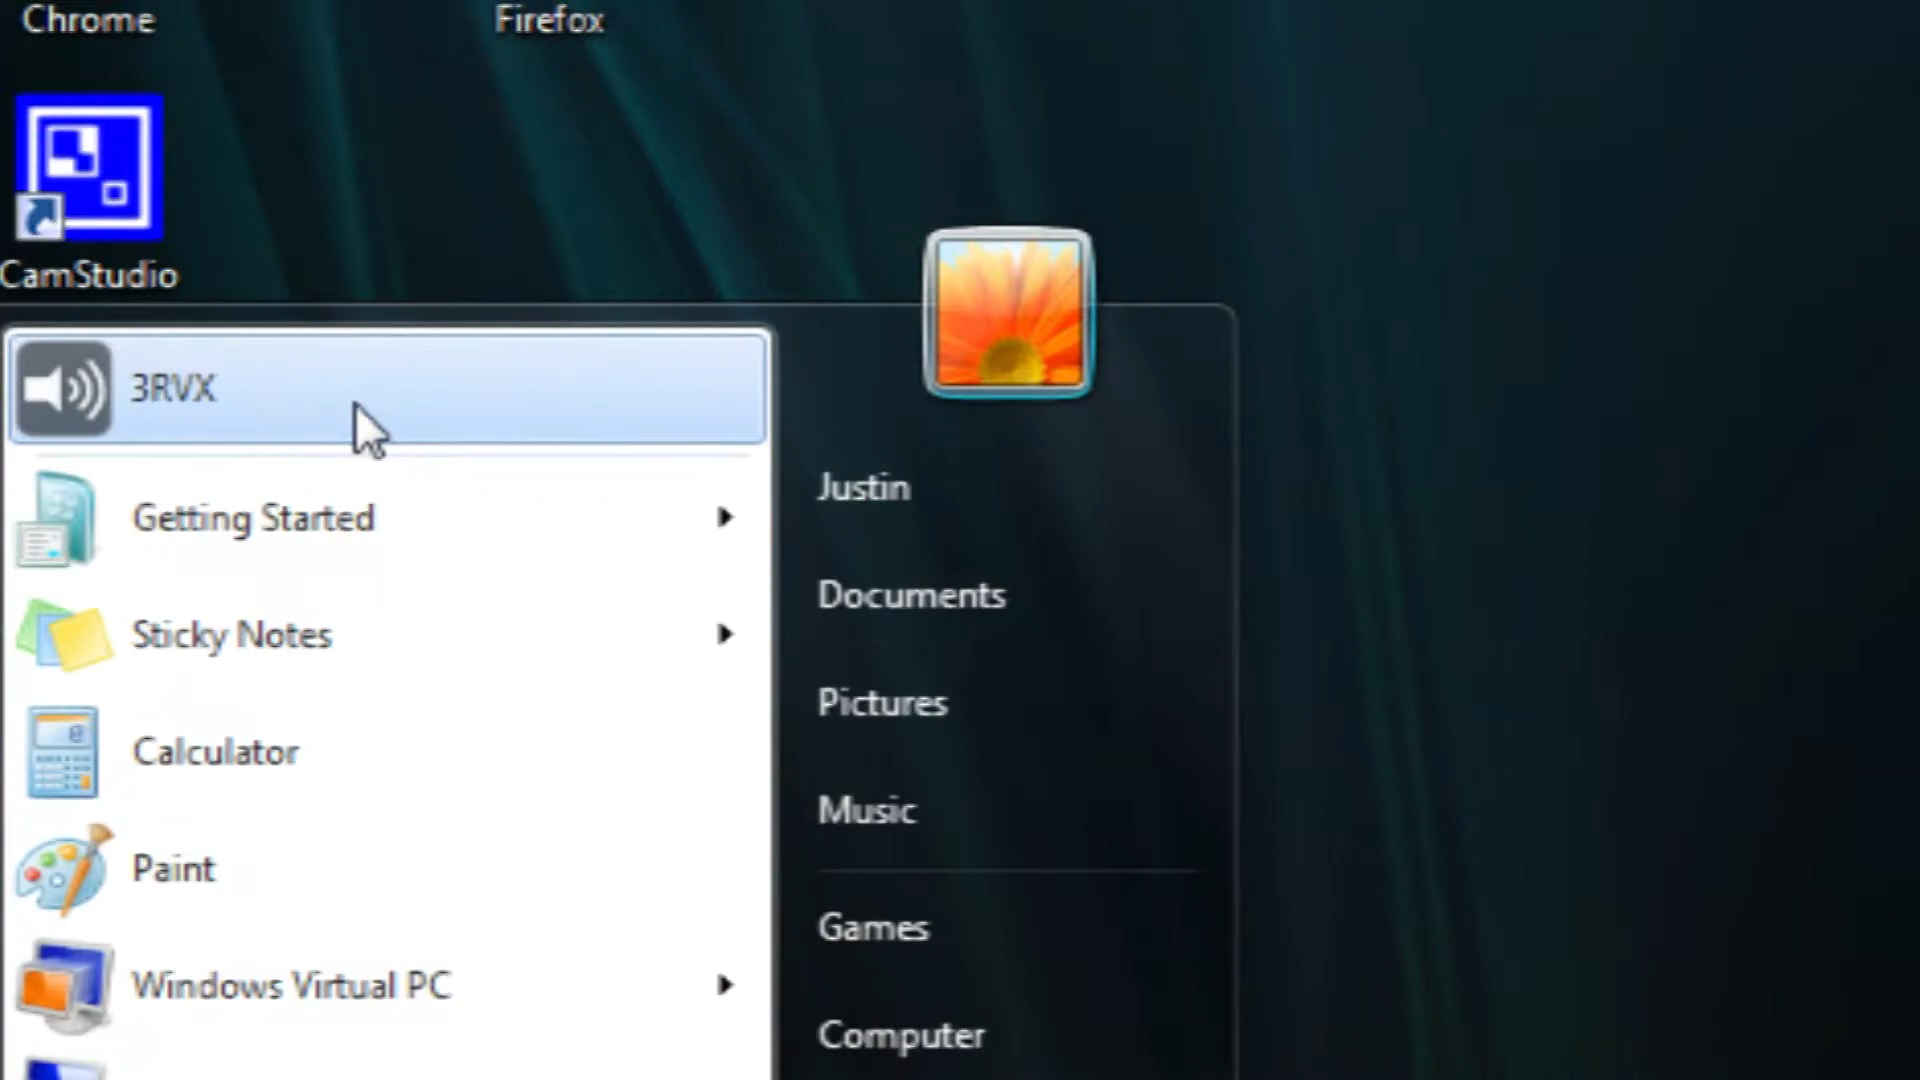 Chrome
Firefox
CamStudio
3RVX
Getting Started
Sticky Notes
Calculator
Paint
Windows Virtual PC
Justin
Documents
Pictures
Music
Games
Computer